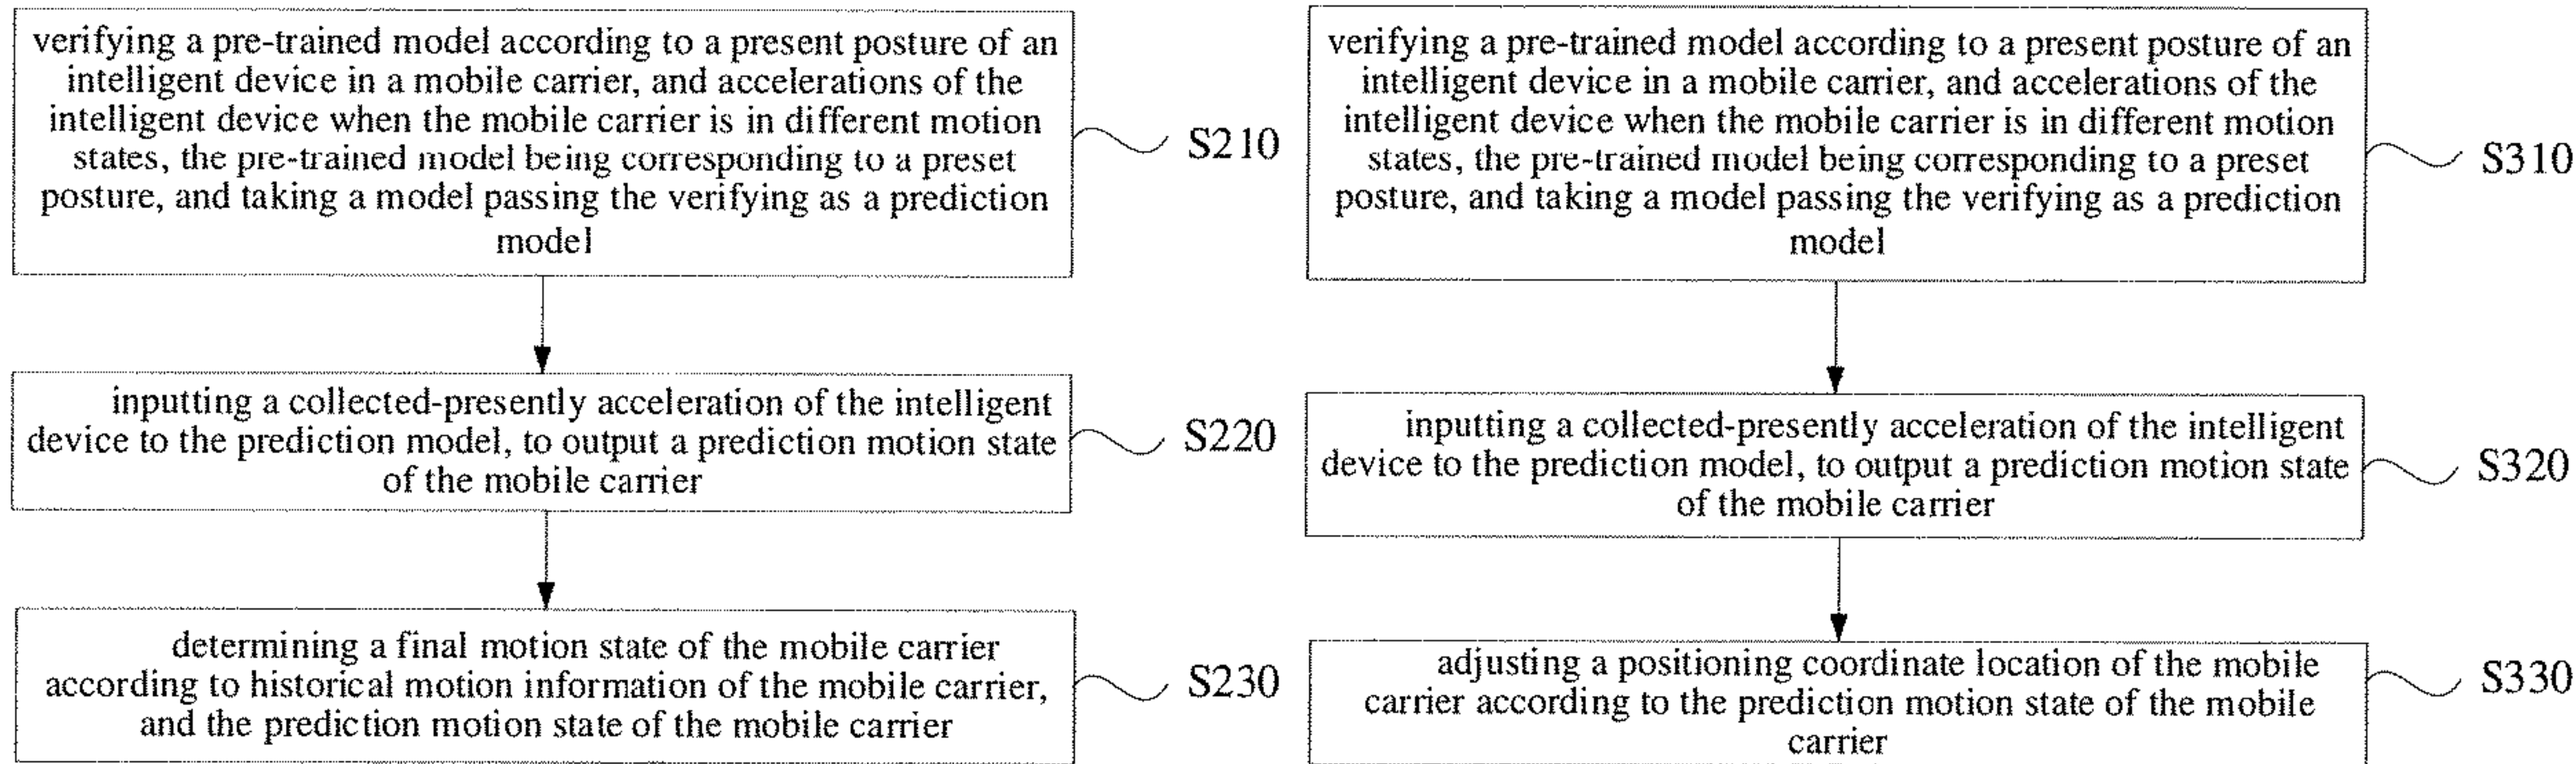 verifying a pre-trained model according to a present posture of an
intelligent device in a mobile carrier, and accelerations of the
intelligent device when the mobile carrier is in different motion
states, the pre-trained model being corresponding to a preset
posture, and taking a model passing the verifying as a prediction
model
S210
inputting a collected-presently acceleration of the intelligent
device to the prediction model, to output a prediction motion state
of the mobile carrier
S220
determining a final motion state of the mobile carrier
according to historical motion information of the mobile carrier,
and the prediction motion state of the mobile carrier
S230
verifying a pre-trained model according to a present posture of an
intelligent device in a mobile carrier, and accelerations of the
intelligent device when the mobile carrier is in different motion
states, the pre-trained model being corresponding to a preset
posture, and taking a model passing the verifying as a prediction
model
S310
inputting a collected-presently acceleration of the intelligent
device to the prediction model, to output a prediction motion state
of the mobile carrier
S320
adjusting a positioning coordinate location of the mobile
carrier according to the prediction motion state of the mobile
carrier
S330